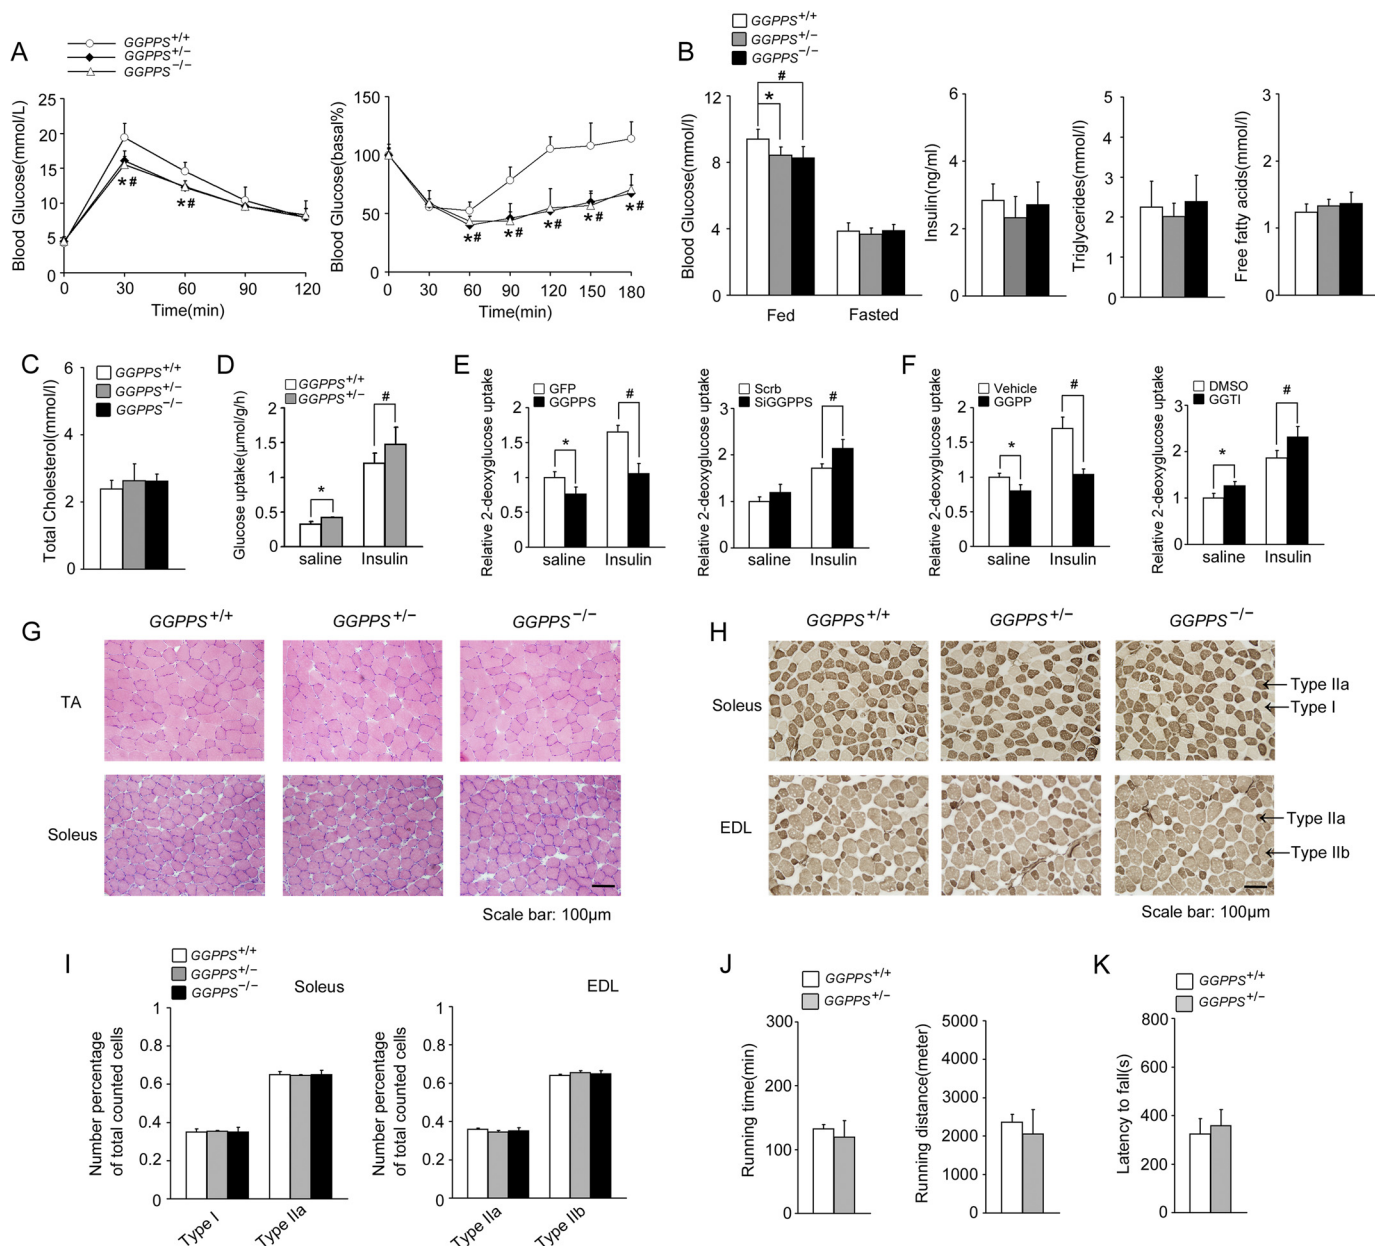 A
GGPPS+/+
GGPPS+/−
GGPPS−/−
Blood Glucose(mmol/L)
25
20
15
10
5
0
*#
*#
0 30 60 90 120
Time(min)
Blood Glucose(basal%)
150
100
50
0
*# *# *# *# *#
0 30 60 90 120 150 180
Time(min)
B
GGPPS+/+
GGPPS+/−
GGPPS−/−
Blood Glucose(mmol/l)
12
8
4
0
#
*
Fed Fasted
Insulin(ng/ml)
6
4
2
0
Triglycerides(mmol/l)
5
4
3
2
1
0
Free fatty acids(mmol/l)
3
2
1
0
C
GGPPS+/+
GGPPS+/−
GGPPS−/−
Total Cholesterol(mmol/l)
6
4
2
0
D
GGPPS+/+
GGPPS+/−
Glucose uptake(μmol/g/h)
2
1.5
1
0.5
0
*
#
saline Insulin
E
GFP
GGPPS
Relative 2-deoxyglucose uptake
2
1.5
1
0.5
0
*
#
saline Insulin
Scrb
SiGGPPS
Relative 2-deoxyglucose uptake
3
2
1
0
#
saline Insulin
F
Vehicle
GGPP
Relative 2-deoxyglucose uptake
2
1.5
1
0.5
0
*
#
saline Insulin
DMSO
GGTI
Relative 2-deoxyglucose uptake
3
2
1
0
*
#
saline Insulin
G
GGPPS+/+ GGPPS+/− GGPPS−/−
TA
Soleus
Scale bar: 100μm
H
GGPPS+/+ GGPPS+/− GGPPS−/−
Soleus
Type IIa
Type I
EDL
Type IIa
Type IIb
Scale bar: 100μm
I
GGPPS+/+
GGPPS+/−
GGPPS−/−
Soleus
Number percentage
of total counted cells
1
0.8
0.6
0.4
0.2
0
Type I Type IIa
EDL
Number percentage
of total counted cells
1
0.8
0.6
0.4
0.2
0
Type IIa Type IIb
J
GGPPS+/+
GGPPS+/−
Running time(min)
300
200
100
0
Running distance(meter)
5000
4000
3000
2000
1000
0
K
GGPPS+/+
GGPPS+/−
Latency to fall(s)
800
600
400
200
0